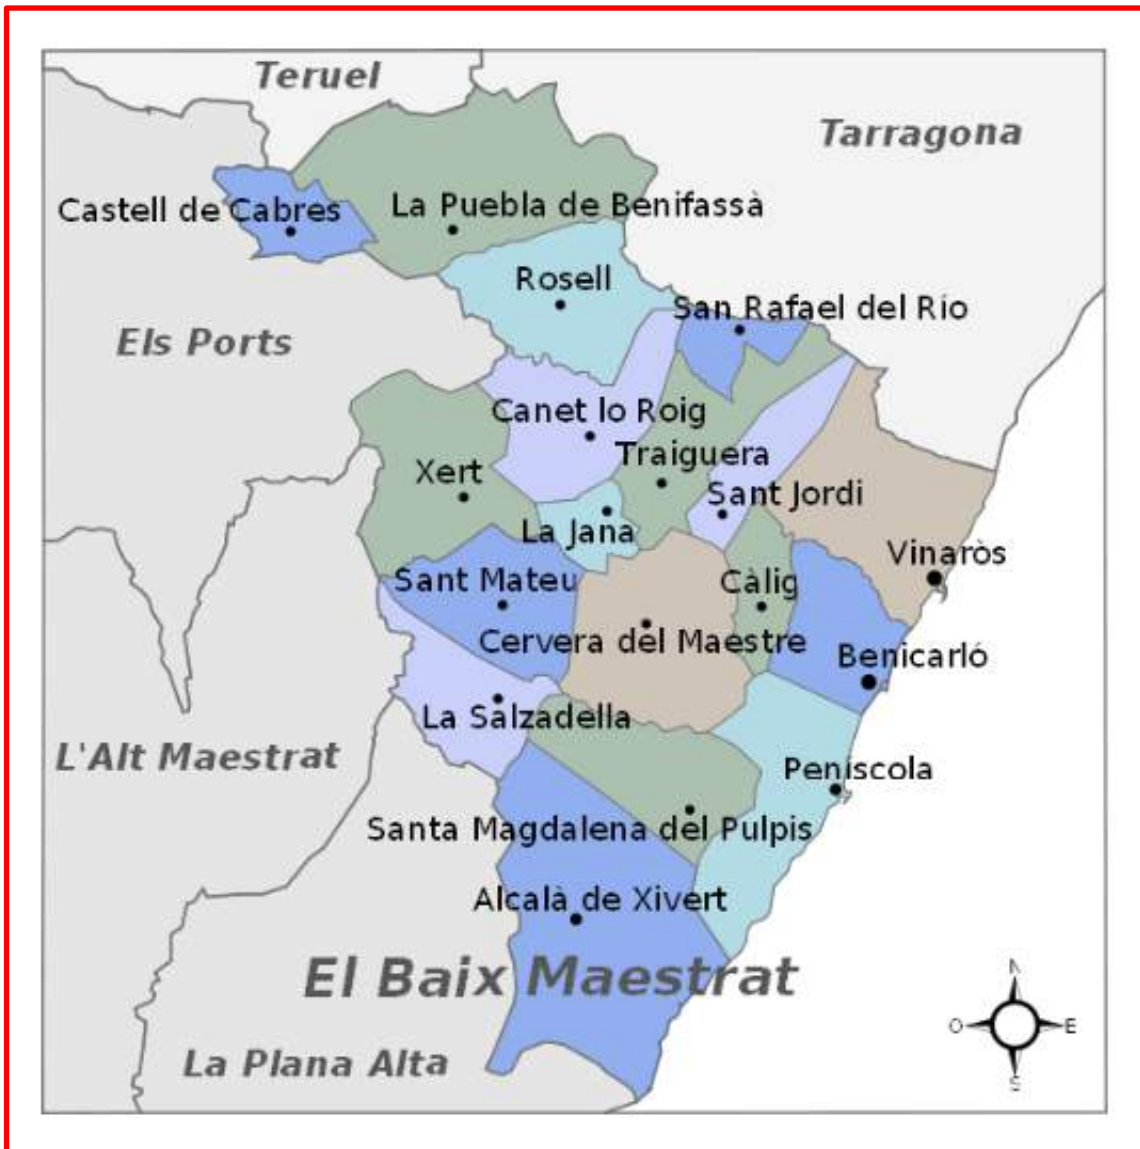 Teruel
Tarragona
Castell de Cabres
La Puebla de Benifassà
Rosell
San Rafael del Río
Els Ports
Canet lo Roig
Traiguera
Xert
Sant Jordi
La Jana
Vinaròs
Sant Mateu
Càlig
Cervera del Maestre
Benicarló
La Salzadella
L'Alt Maestrat
Peníscola
Santa Magdalena del Pulpis
Alcalà de Xivert
El Baix Maestrat
N
O
E
S
La Plana Alta